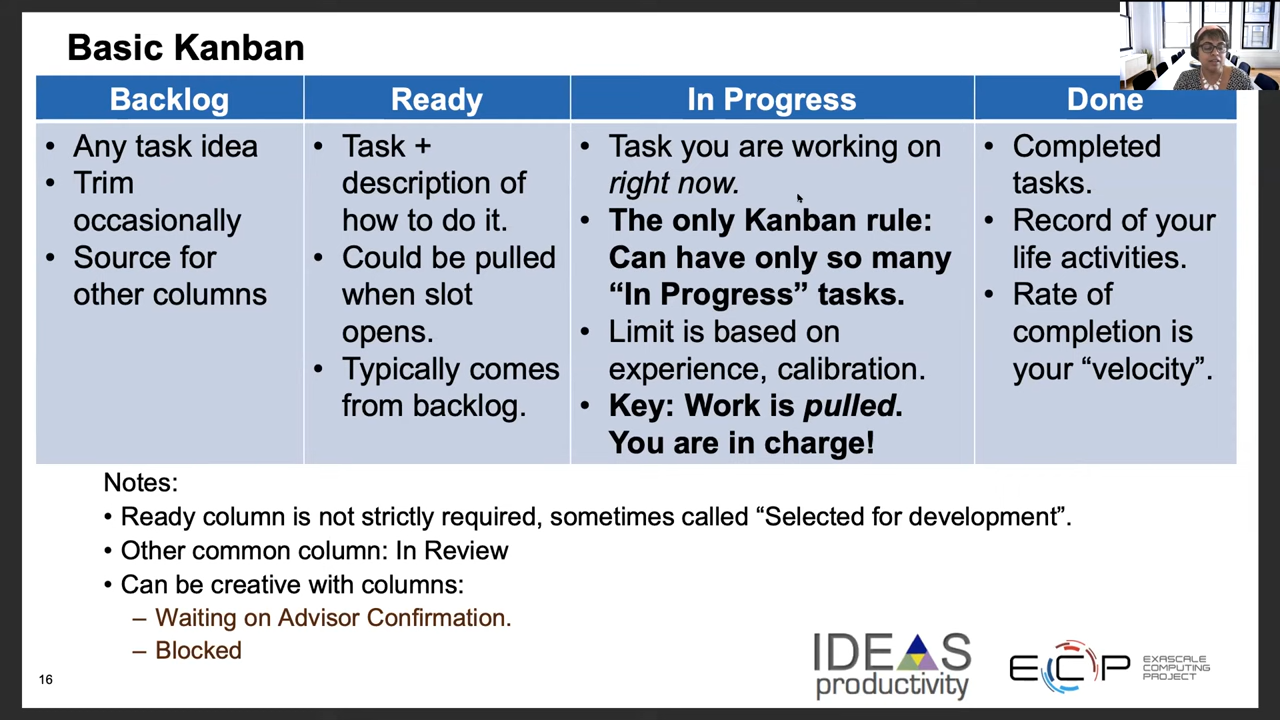 Basic Kanban
Backlog
Ready
In Progress
Done
• Any task idea
• Trim
occasionally
• Source for
other columns
• Task +
description of
how to do it.
• Could be pulled
when slot
opens.
• Typically comes
from backlog.
• Task you are working on
right now.
• The only Kanban rule:
Can have only so many
“In Progress” tasks.
• Limit is based on
experience, calibration.
• Key: Work is pulled.
You are in charge!
• Completed
tasks.
• Record of your
life activities.
• Rate of
completion is
your “velocity”.
Notes:
• Ready column is not strictly required, sometimes called “Selected for development”.
• Other common column: In Review
• Can be creative with columns:
– Waiting on Advisor Confirmation.
– Blocked
16
IDEAS
productivity
ECP
EXASCALE
COMPUTING
PROJECT